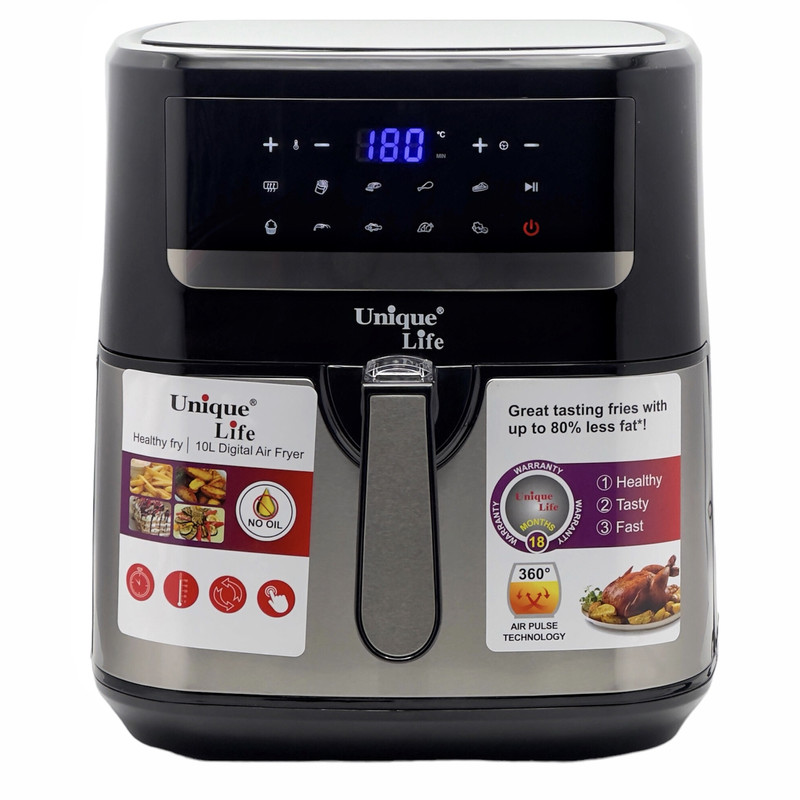 + − 180 °C + −
MIN
Unique®
Life
Unique®
Life
Healthy fry | 10L Digital Air Fryer
NO OIL
Great tasting fries with
up to 80% less fat*!
WARRANTY
WARRANTY
WARRANTY
Unique
Life
MONTHS
18
1 Healthy
2 Tasty
3 Fast
360°
AIR PULSE
TECHNOLOGY